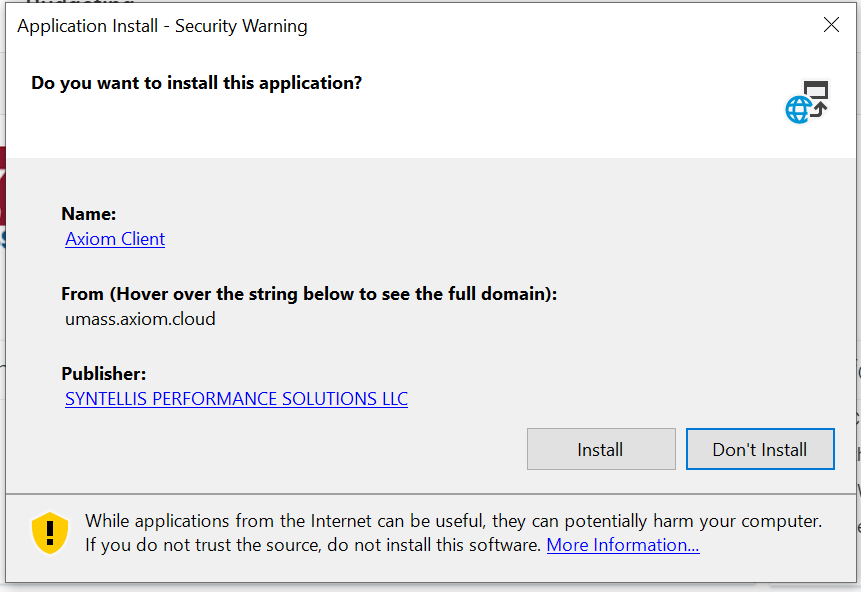 Application Install - Security Warning
Do you want to install this application?
Name:
Axiom Client
From (Hover over the string below to see the full domain):
umass.axiom.cloud
Publisher:
SYNTELLIS PERFORMANCE SOLUTIONS LLC
Install
Don't Install
While applications from the Internet can be useful, they can potentially harm your computer.
If you do not trust the source, do not install this software. More Information...